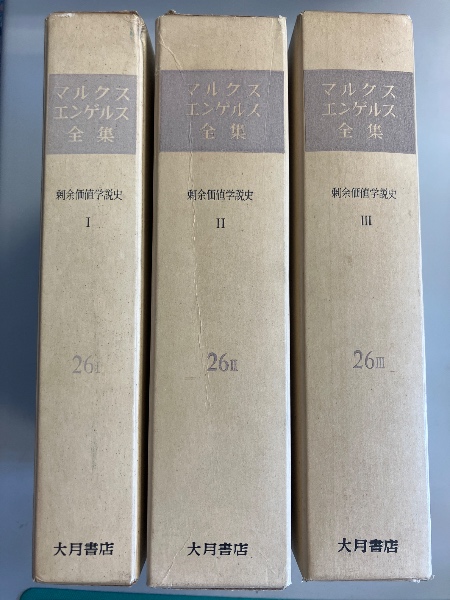 マルクス
エンゲルス
全集
剰余価値学説史
I
26I
大月書店
マルクス
エンゲルス
全集
剰余価値学説史
II
26II
大月書店
マルクス
エンゲルス
全集
剰余価値学説史
III
26III
大月書店